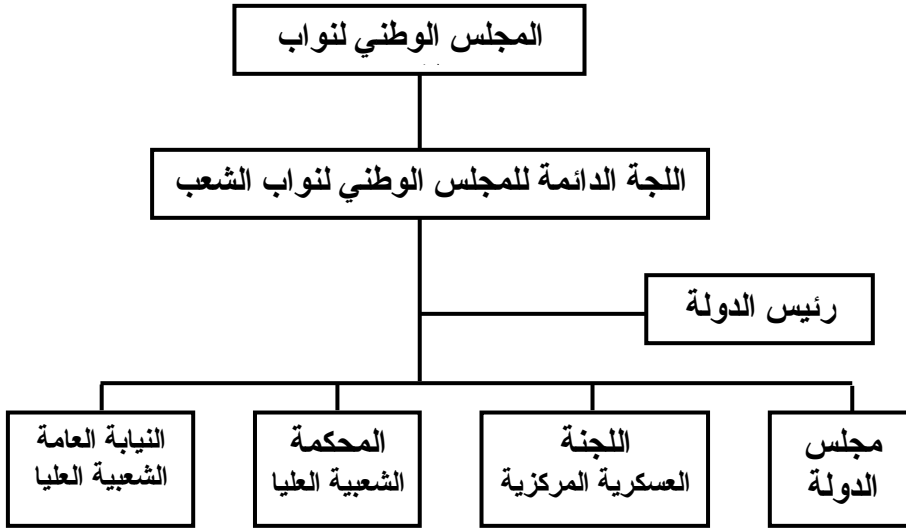 المجلس الوطني لنواب
اللجة الدائمة للمجلس الوطني لنواب الشعب
رئيس الدولة
مجلس
الدولة
اللجنة
العسكرية المركزية
المحكمة
الشعبية العليا
النيابة العامة
الشعبية العليا